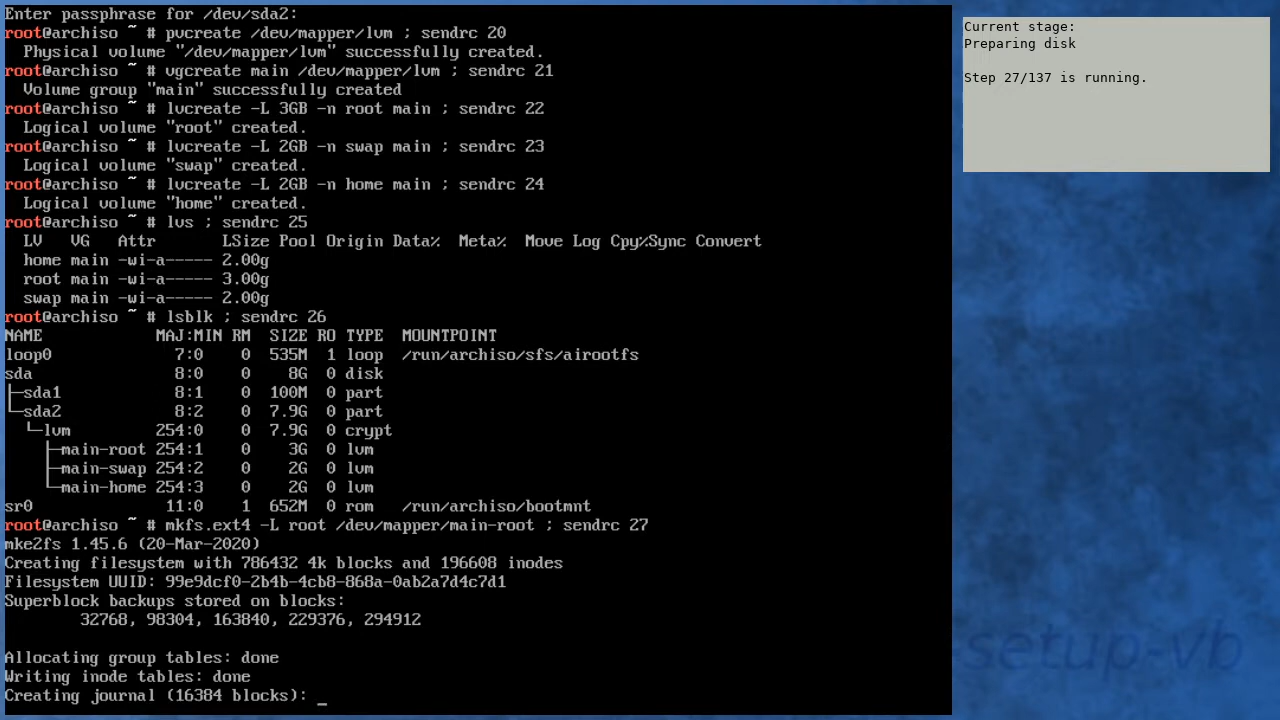 Enter passphrase for /dev/sda2:
root@archiso ~ # pvcreate /dev/mapper/lvm ; sendrc 20
  Physical volume "/dev/mapper/lvm" successfully created.
root@archiso ~ # vgcreate main /dev/mapper/lvm ; sendrc 21
  Volume group "main" successfully created
root@archiso ~ # lvcreate -L 3GB -n root main ; sendrc 22
  Logical volume "root" created.
root@archiso ~ # lvcreate -L 2GB -n swap main ; sendrc 23
  Logical volume "swap" created.
root@archiso ~ # lvcreate -L 2GB -n home main ; sendrc 24
  Logical volume "home" created.
root@archiso ~ # lvs ; sendrc 25
  LV   VG   Attr       LSize Pool Origin Data%  Meta%  Move Log Cpy%Sync Convert
  home main -wi-a----- 2.00g
  root main -wi-a----- 3.00g
  swap main -wi-a----- 2.00g
root@archiso ~ # lsblk ; sendrc 26
NAME            MAJ:MIN RM  SIZE RO TYPE  MOUNTPOINT
loop0             7:0    0  535M  1 loop  /run/archiso/sfs/airootfs
sda               8:0    0    8G  0 disk
├─sda1            8:1    0  100M  0 part
└─sda2            8:2    0  7.9G  0 part
  └─lvm         254:0    0  7.9G  0 crypt
    ├─main-root 254:1    0    3G  0 lvm
    ├─main-swap 254:2    0    2G  0 lvm
    └─main-home 254:3    0    2G  0 lvm
sr0              11:0    1  652M  0 rom   /run/archiso/bootmnt
root@archiso ~ # mkfs.ext4 -L root /dev/mapper/main-root ; sendrc 27
mke2fs 1.45.6 (20-Mar-2020)
Creating filesystem with 786432 4k blocks and 196608 inodes
Filesystem UUID: 99e9dcf0-2b4b-4cb8-868a-0ab2a7d4c7d1
Superblock backups stored on blocks:
        32768, 98304, 163840, 229376, 294912

Allocating group tables: done
Writing inode tables: done
Creating journal (16384 blocks): _
Current stage:
Preparing disk

Step 27/137 is running.
setup-vb